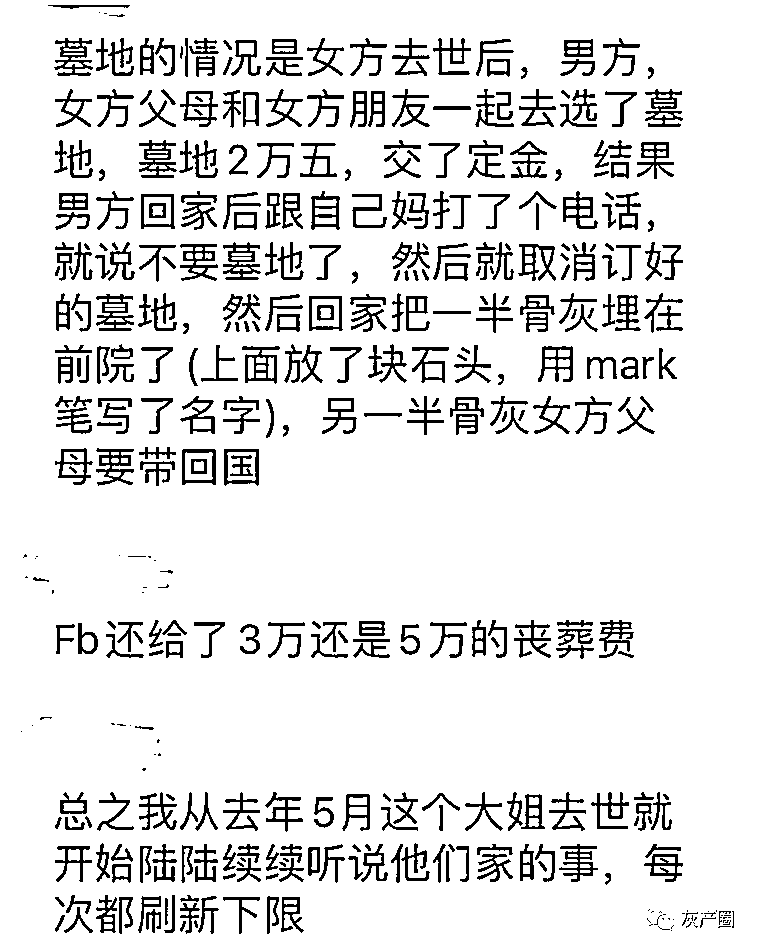 墓地的情况是女方去世后，男方，
女方父母和女方朋友一起去选了墓
地，墓地2万五，交了定金，结果
男方回家后跟自己妈打了个电话，
就说不要墓地了，然后就取消订好
的墓地，然后回家把一半骨灰埋在
前院了(上面放了块石头，用mark
笔写了名字)，另一半骨灰女方父
母要带回国
Fb还给了3万还是5万的丧葬费
总之我从去年5月这个大姐去世就
开始陆陆续续听说他们家的事，每
次都刷新下限
灰产圈